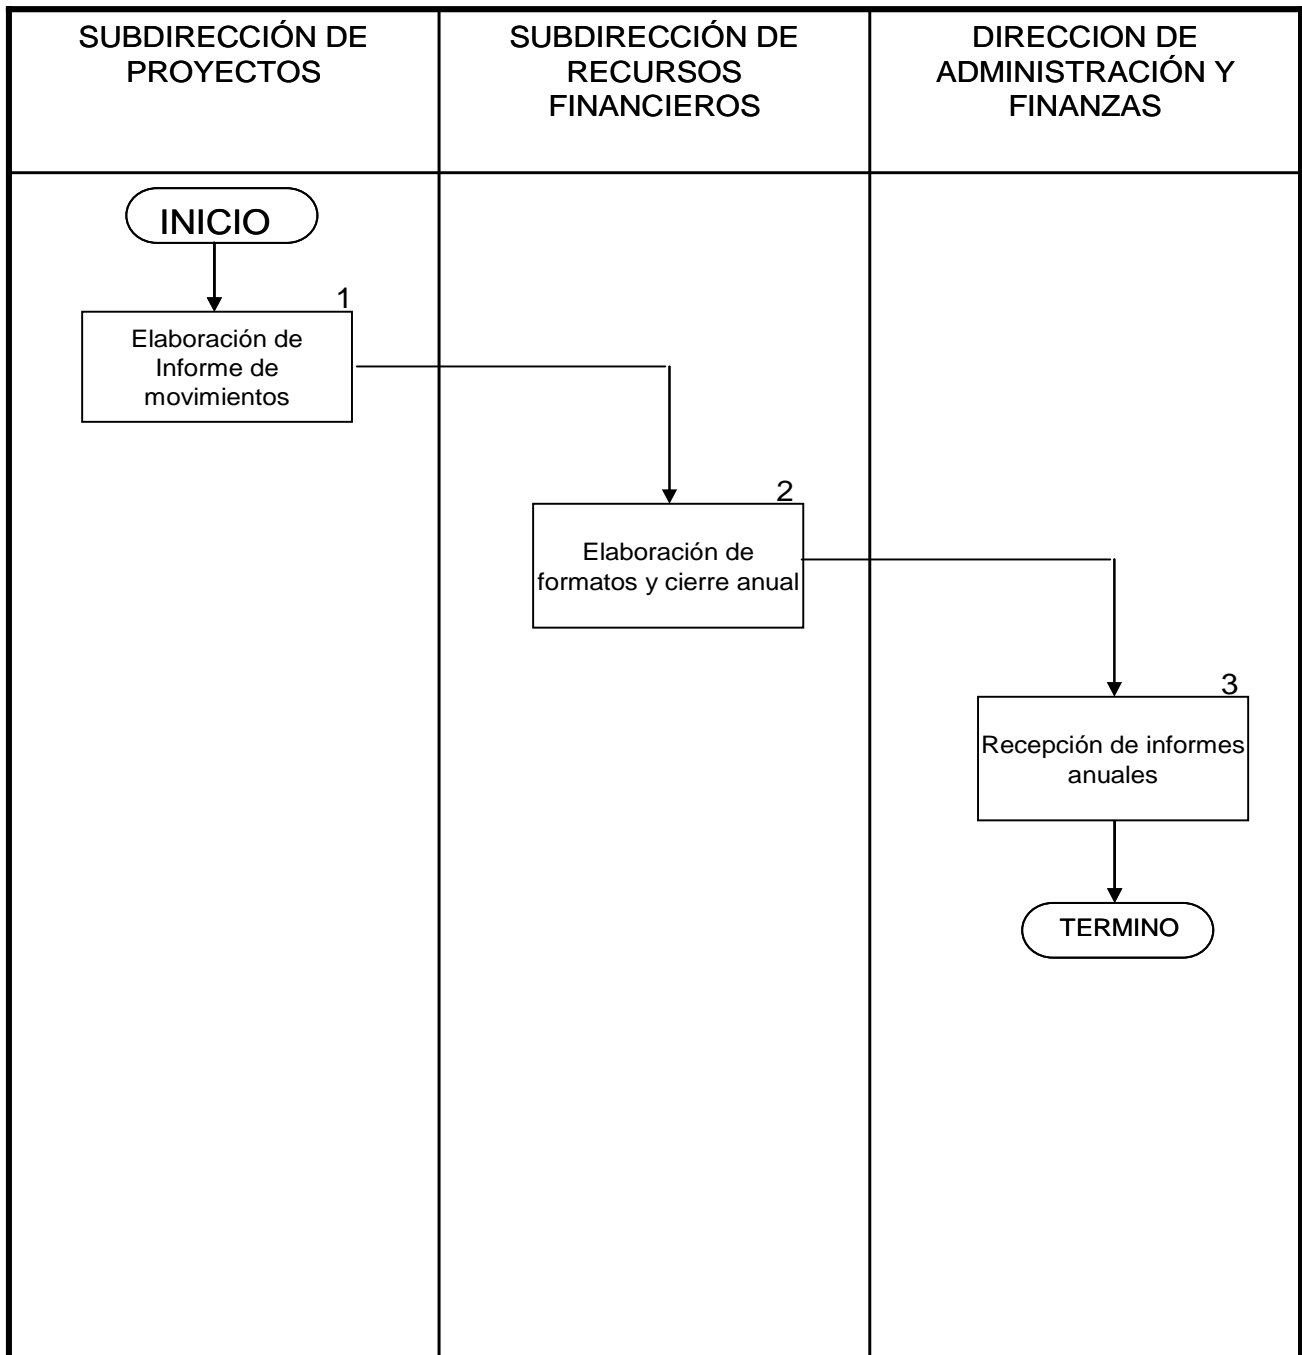 SUBDIRECCIÓN DE
PROYECTOS
SUBDIRECCIÓN DE
RECURSOS
FINANCIEROS
DIRECCION DE
ADMINISTRACIÓN Y
FINANZAS
INICIO
1
Elaboración de
Informe de
movimientos
2
Elaboración de
formatos y cierre anual
3
Recepción de informes
anuales
TERMINO